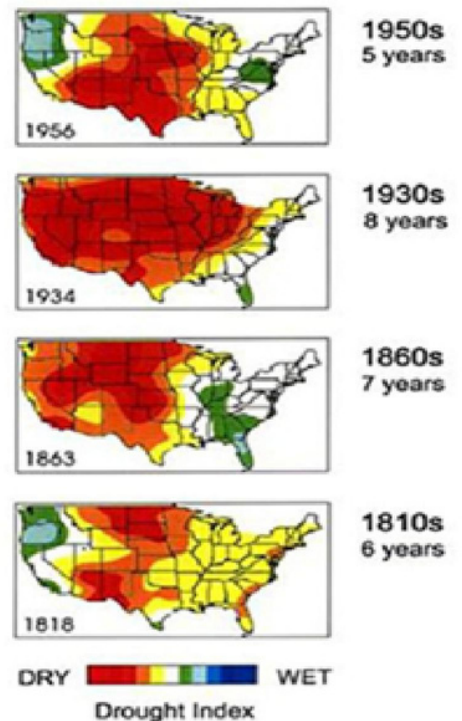 1950s
5 years
1956
1930s
8 years
1934
1860s
7 years
1863
1810s
6 years
1818
DRY WET
Drought Index